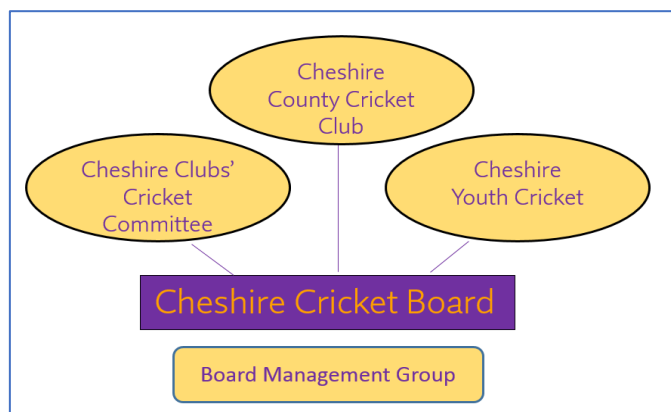 Cheshire
County Cricket
Club
Cheshire Clubs'
Cricket
Committee
Cheshire
Youth Cricket
Cheshire Cricket Board
Board Management Group